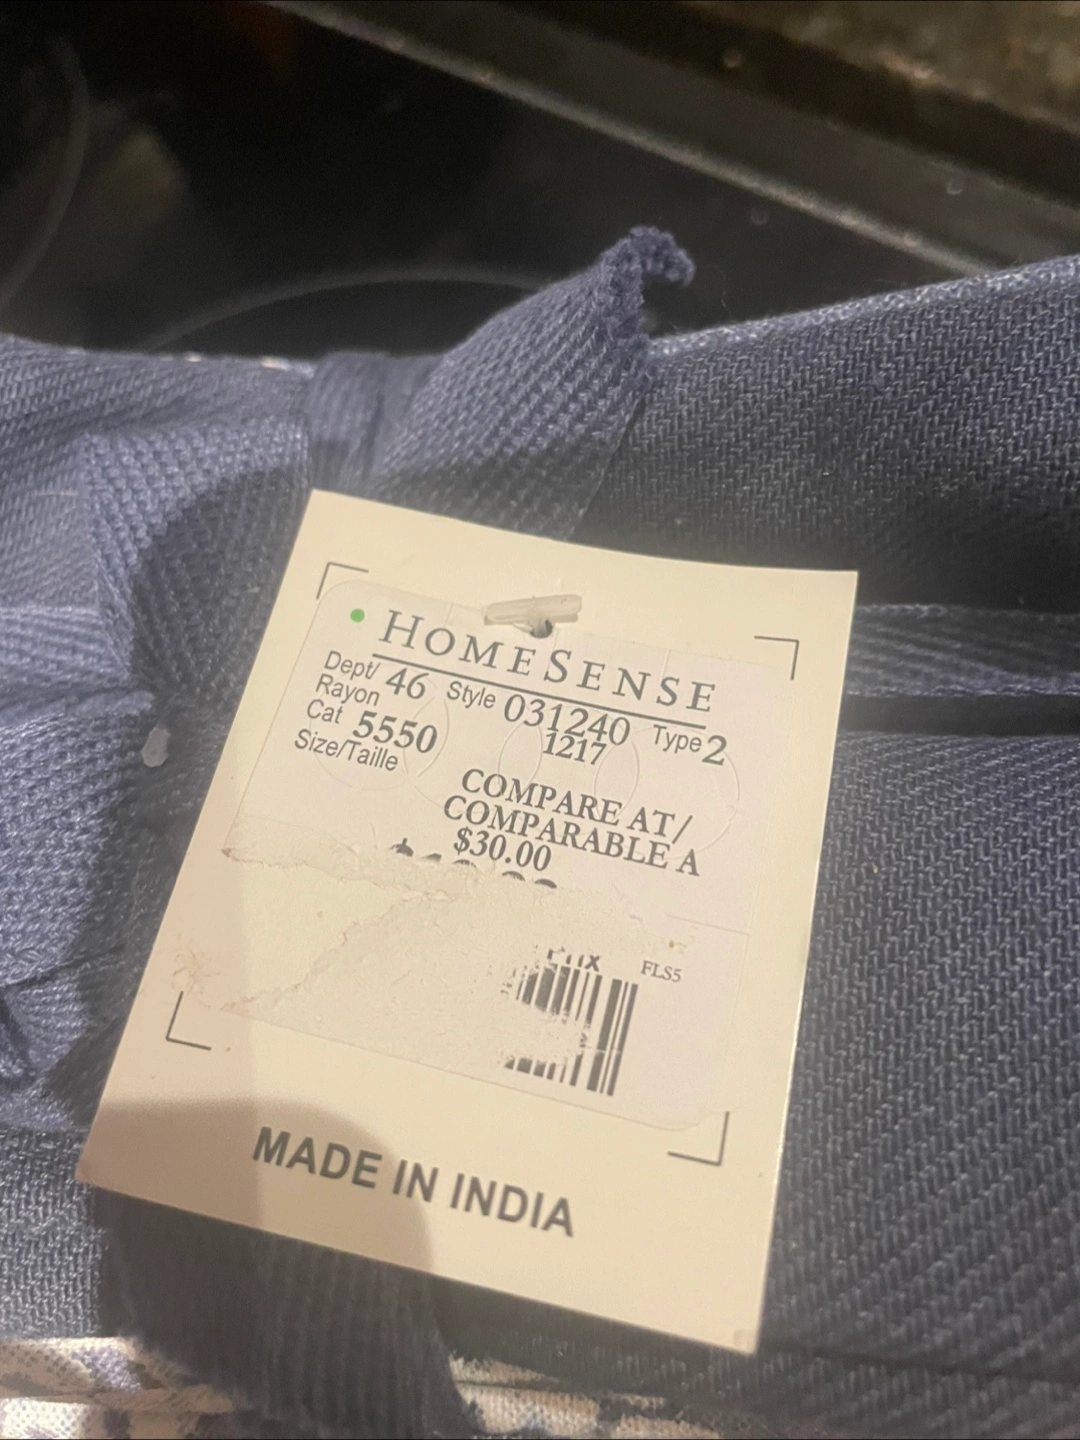 HOMESENSE
Dept/ Rayon 46 Style 031240 Type 2
Cat 5550 1217
Size/Taille
COMPARE AT/
COMPARABLE A
$30.00
FLS5
MADE IN INDIA